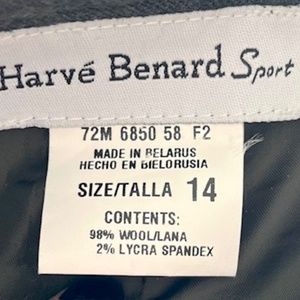 Harvé Benard Sport
72M 6850 58 F2
MADE IN BELARUS
HECHO EN BIELORUSIA
SIZE/TALLA 14
CONTENTS:
98% WOOL/LANA
2% LYCRA SPANDEX